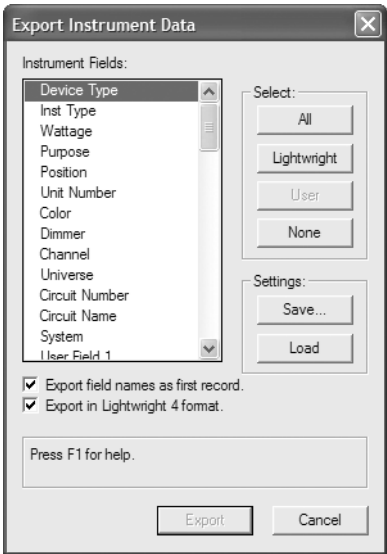 Export Instrument Data
Instrument Fields:
Device Type
Inst Type
Wattage
Purpose
Position
Unit Number
Color
Dimmer
Channel
Universe
Circuit Number
Circuit Name
System
User Field 1
Select:
All
Lightwright
User
None
Settings:
Save...
Load
Export field names as first record.
Export in Lightwright 4 format.
Press F1 for help.
Export
Cancel